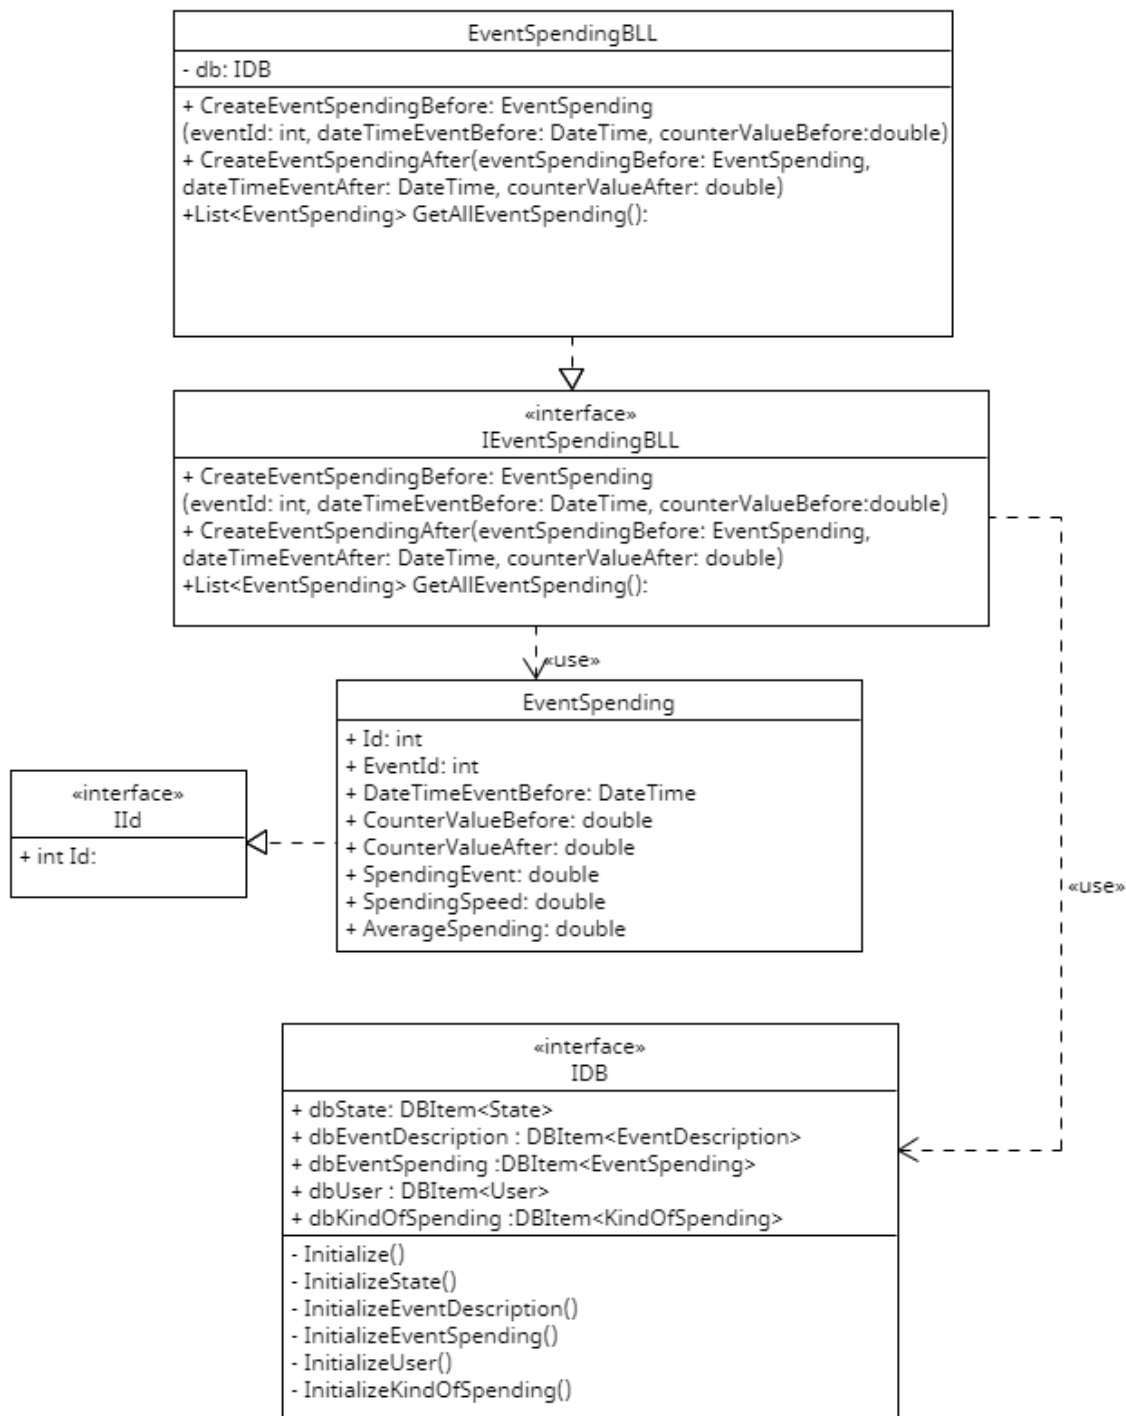 EventSpendingBLL
- db: IDB
+ CreateEventSpendingBefore: EventSpending
(eventId: int, dateTimeEventBefore: DateTime, counterValueBefore:double)
+ CreateEventSpendingAfter(eventSpendingBefore: EventSpending,
dateTimeEventAfter: DateTime, counterValueAfter: double)
+List<EventSpending> GetAllEventSpending():
«interface»
IEventSpendingBLL
+ CreateEventSpendingBefore: EventSpending
(eventId: int, dateTimeEventBefore: DateTime, counterValueBefore:double)
+ CreateEventSpendingAfter(eventSpendingBefore: EventSpending,
dateTimeEventAfter: DateTime, counterValueAfter: double)
+List<EventSpending> GetAllEventSpending():
«use»
EventSpending
+ Id: int
+ EventId: int
+ DateTimeEventBefore: DateTime
+ CounterValueBefore: double
+ CounterValueAfter: double
+ SpendingEvent: double
+ SpendingSpeed: double
+ AverageSpending: double
«interface»
IId
+ int Id:
«use»
«interface»
IDB
+ dbState: DBItem<State>
+ dbEventDescription : DBItem<EventDescription>
+ dbEventSpending :DBItem<EventSpending>
+ dbUser : DBItem<User>
+ dbKindOfSpending :DBItem<KindOfSpending>
- Initialize()
- InitializeState()
- InitializeEventDescription()
- InitializeEventSpending()
- InitializeUser()
- InitializeKindOfSpending()